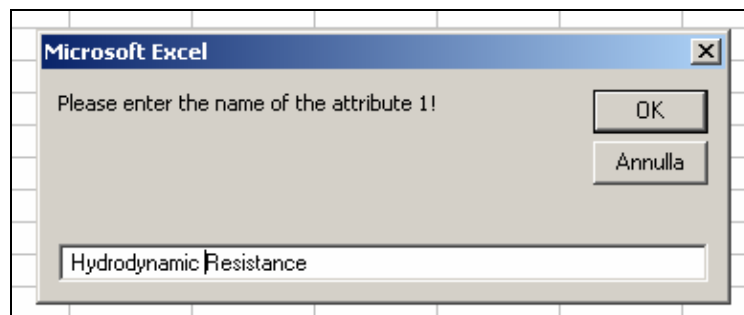 Microsoft Excel
Please enter the name of the attribute 1!
OK
Annulla
Hydrodynamic Resistance